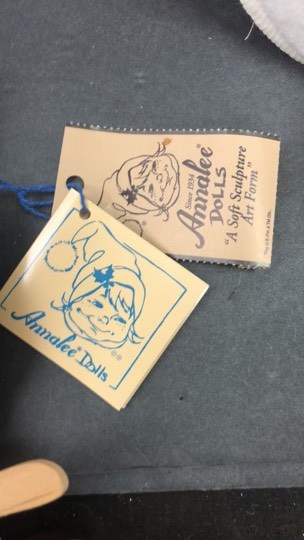 Since 1934
Annalee®
DOLLS
"A Soft Sculpture
Art Form"
Annalee® Dolls